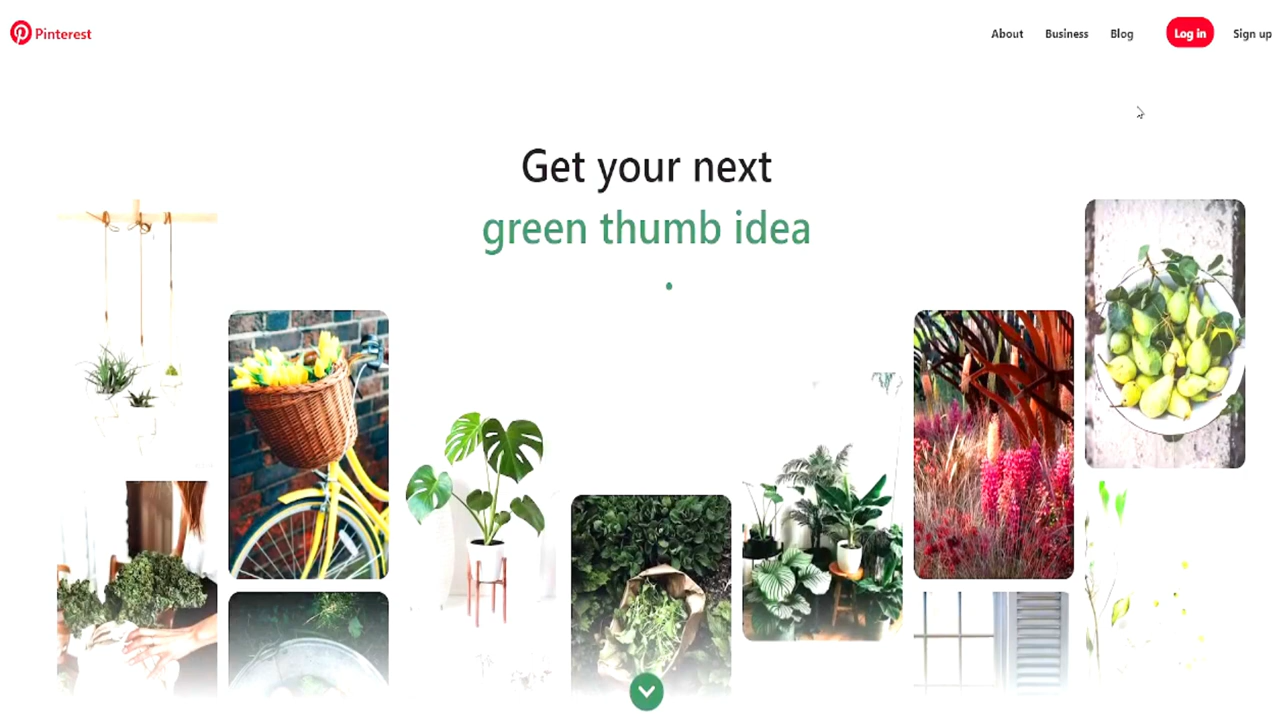 Pinterest
About
Business
Blog
Log in
Sign up
Get your next
green thumb idea